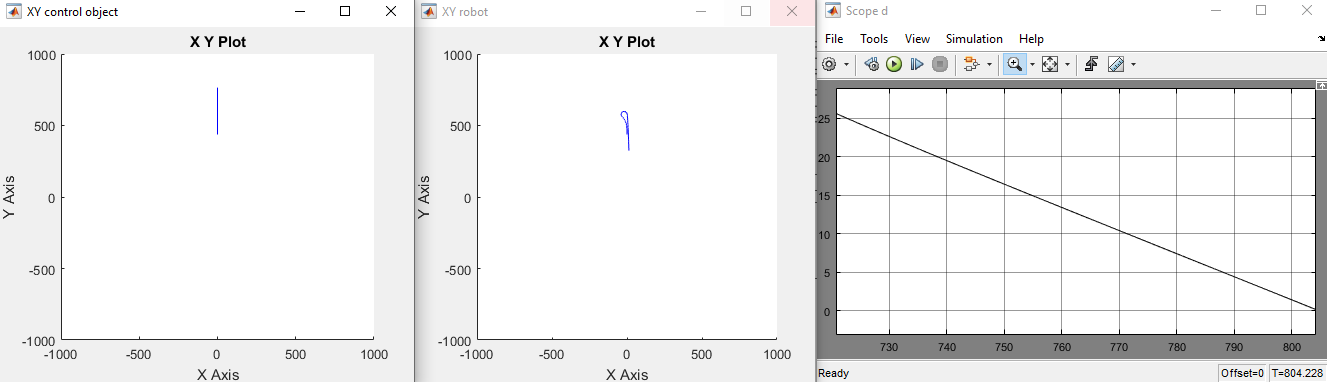 XY control object
X Y Plot
1000
500
0
-500
-1000
-1000
-500
0
500
1000
Y Axis
X Axis
XY robot
X Y Plot
1000
500
0
-500
-1000
-1000
-500
0
500
1000
Y Axis
X Axis
Scope d
File Tools View Simulation Help
25
20
15
10
5
0
730 740 750 760 770 780 790 800
Ready Offset=0 T=804.228